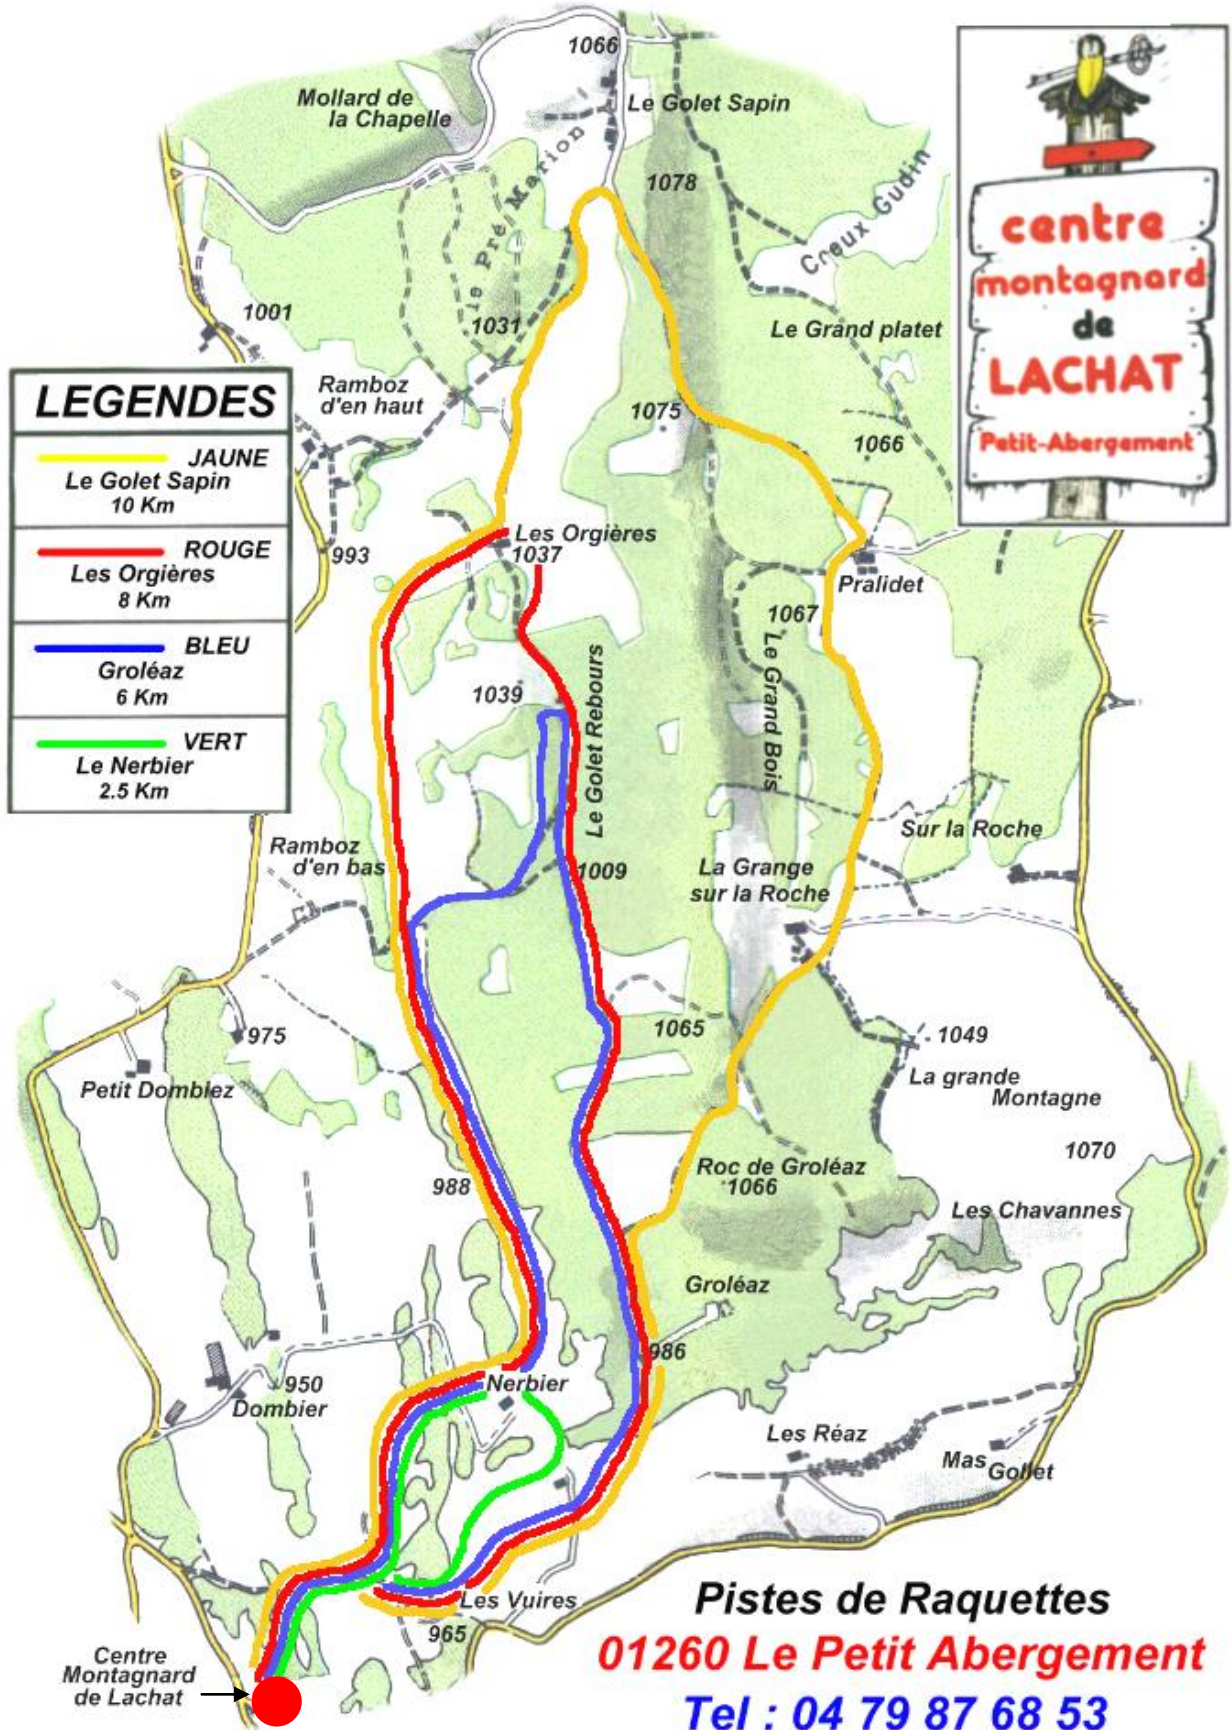 1066
Mollard de
la Chapelle
Le Golet Sapin
le Pré Marion
1078
Creux Gudin
1001
1031
Le Grand platet
centre
montagnard
de
LACHAT
Petit-Abergement
LEGENDES
JAUNE
Le Golet Sapin
10 Km
ROUGE
Les Orgières
8 Km
BLEU
Groléaz
6 Km
VERT
Le Nerbier
2.5 Km
Ramboz
d'en haut
1075
1066
993
Les Orgières
1037
Pralidet
1067
1039
Le Golet Rebours
Le Grand Bois
Ramboz
d'en bas
1009
Sur la Roche
La Grange
sur la Roche
975
1065
1049
Petit Domblez
La grande
Montagne
1070
988
Roc de Groléaz
1066
Les Chavannes
Groléaz
986
950
Dombier
Nerbier
Les Réaz
Mas
Gollet
Les Vuires
965
Centre
Montagnard
de Lachat
Pistes de Raquettes
01260 Le Petit Abergement
Tel : 04 79 87 68 53